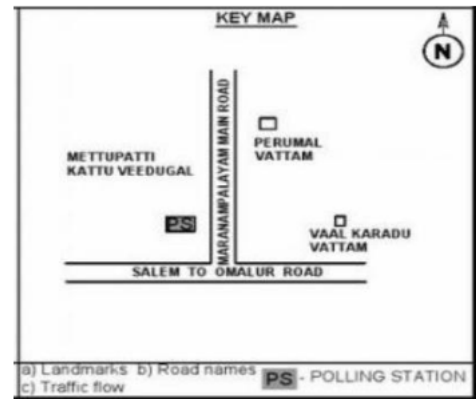 KEY MAP
N
MARANAMPALAYAM MAIN ROAD
PERUMAL
VATTAM
METTUPATTI
KATTU VEEDUGAL
PS
VAAL KARADU
VATTAM
SALEM TO OMALUR ROAD
a) Landmarks b) Road names
c) Traffic flow
PS - POLLING STATION